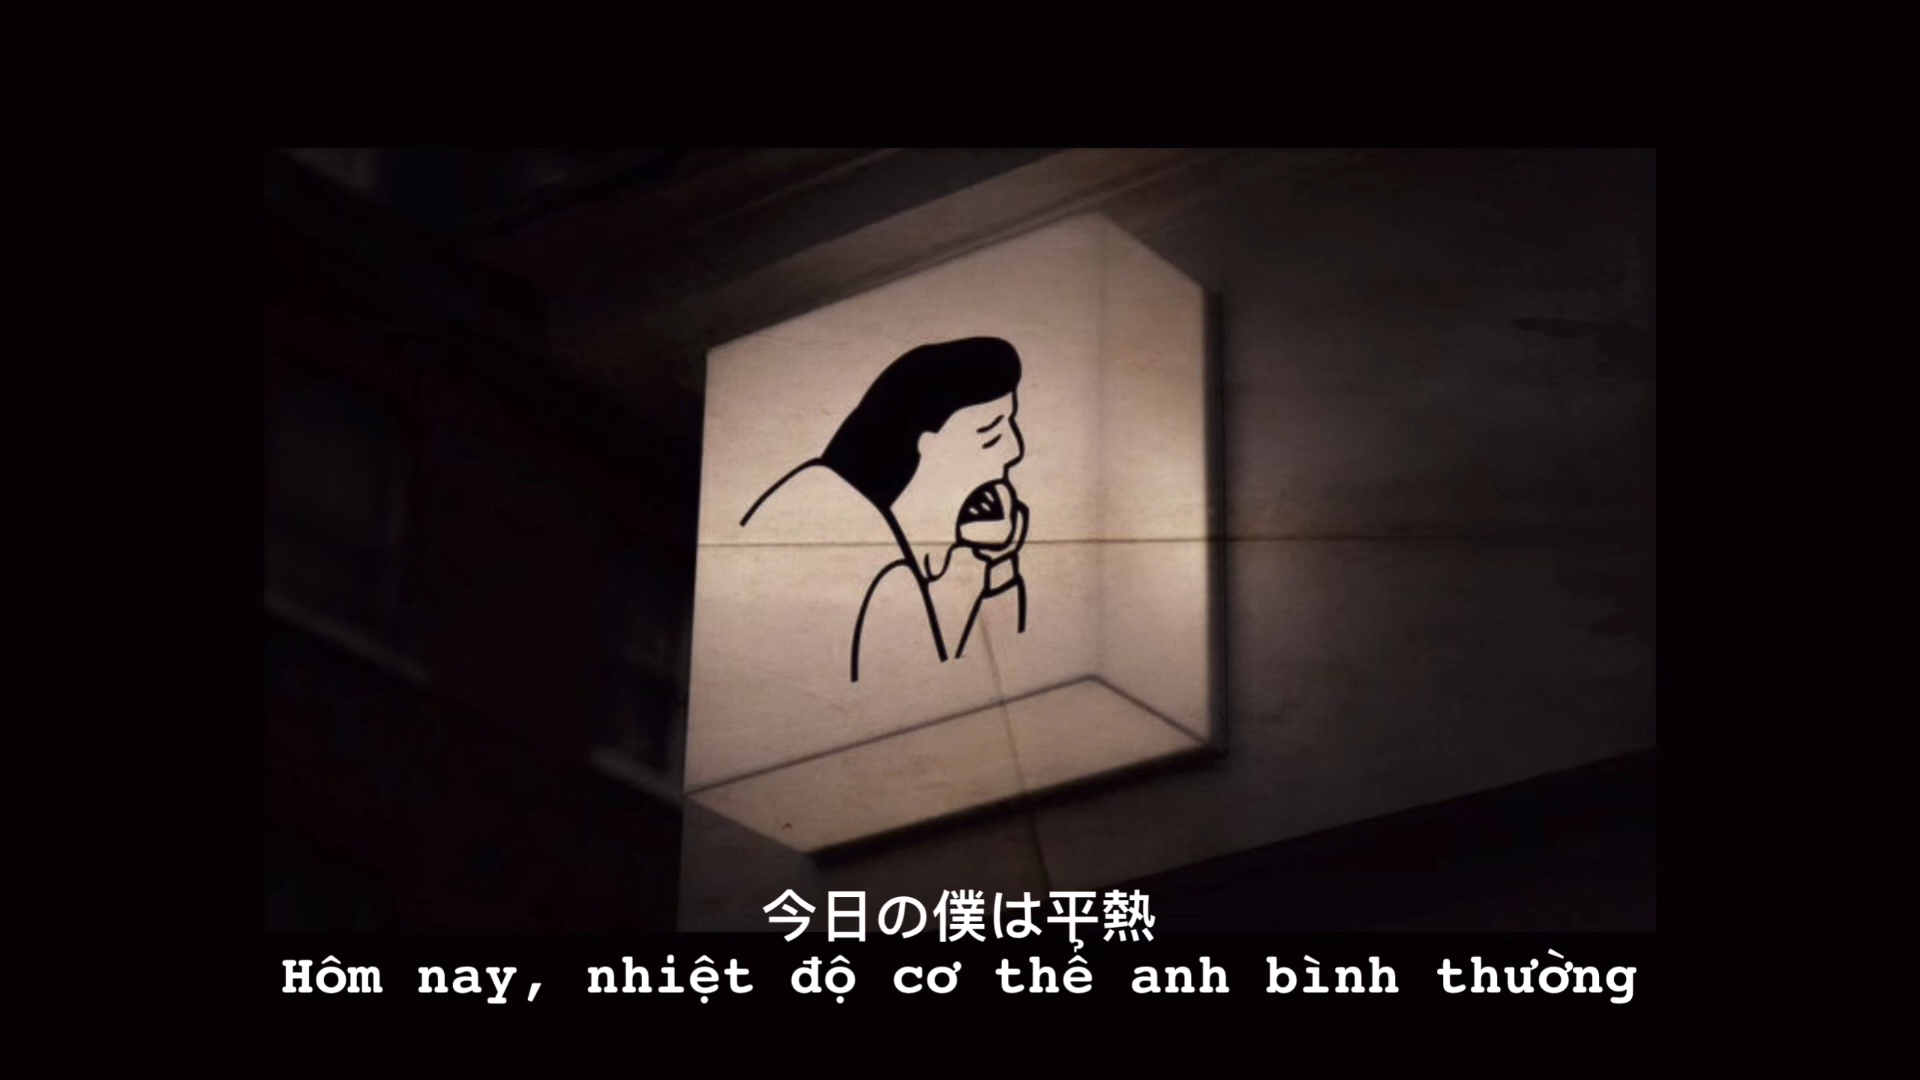 今日の僕は平熱
Hôm nay, nhiệt độ cơ thể anh bình thường